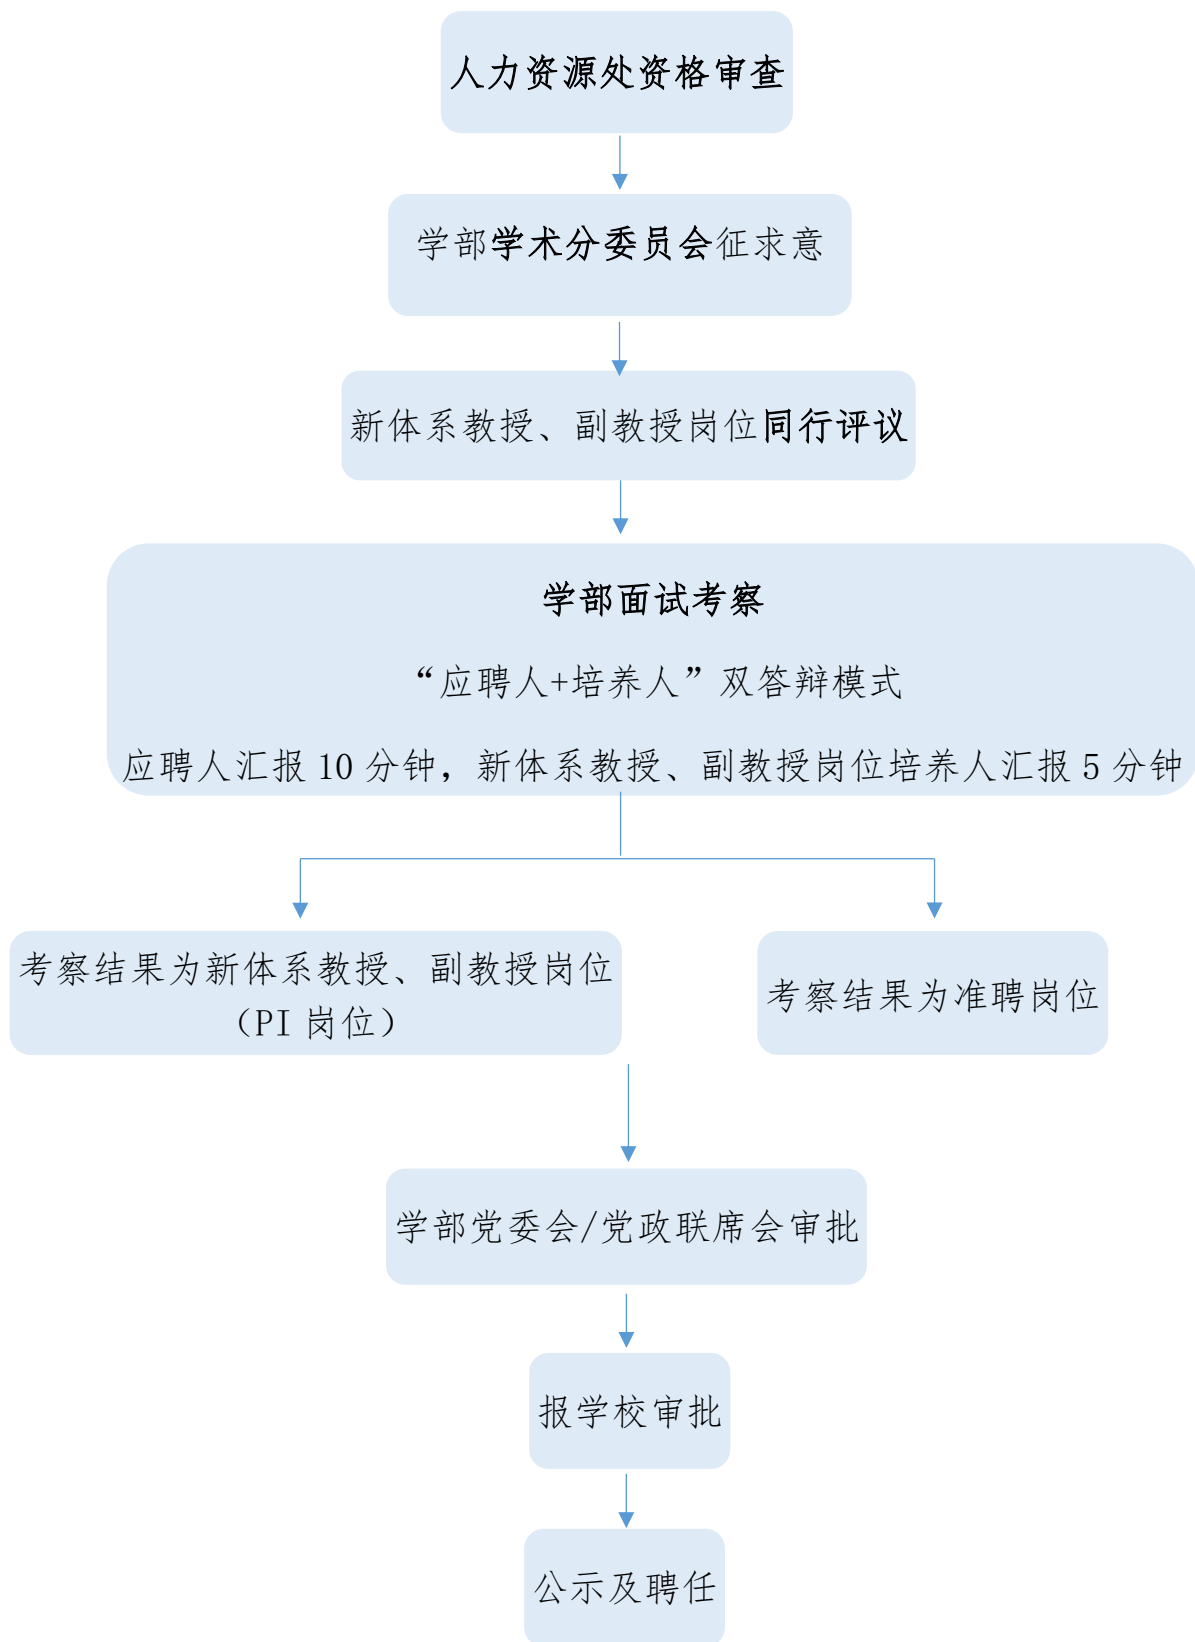 人力资源处资格审查
学部学术分委员会征求意
新体系教授、副教授岗位同行评议
学部面试考察
“应聘人+培养人”双答辩模式
应聘人汇报 10 分钟，新体系教授、副教授岗位培养人汇报 5 分钟
考察结果为新体系教授、副教授岗位
（PI 岗位）
考察结果为准聘岗位
学部党委会/党政联席会审批
报学校审批
公示及聘任